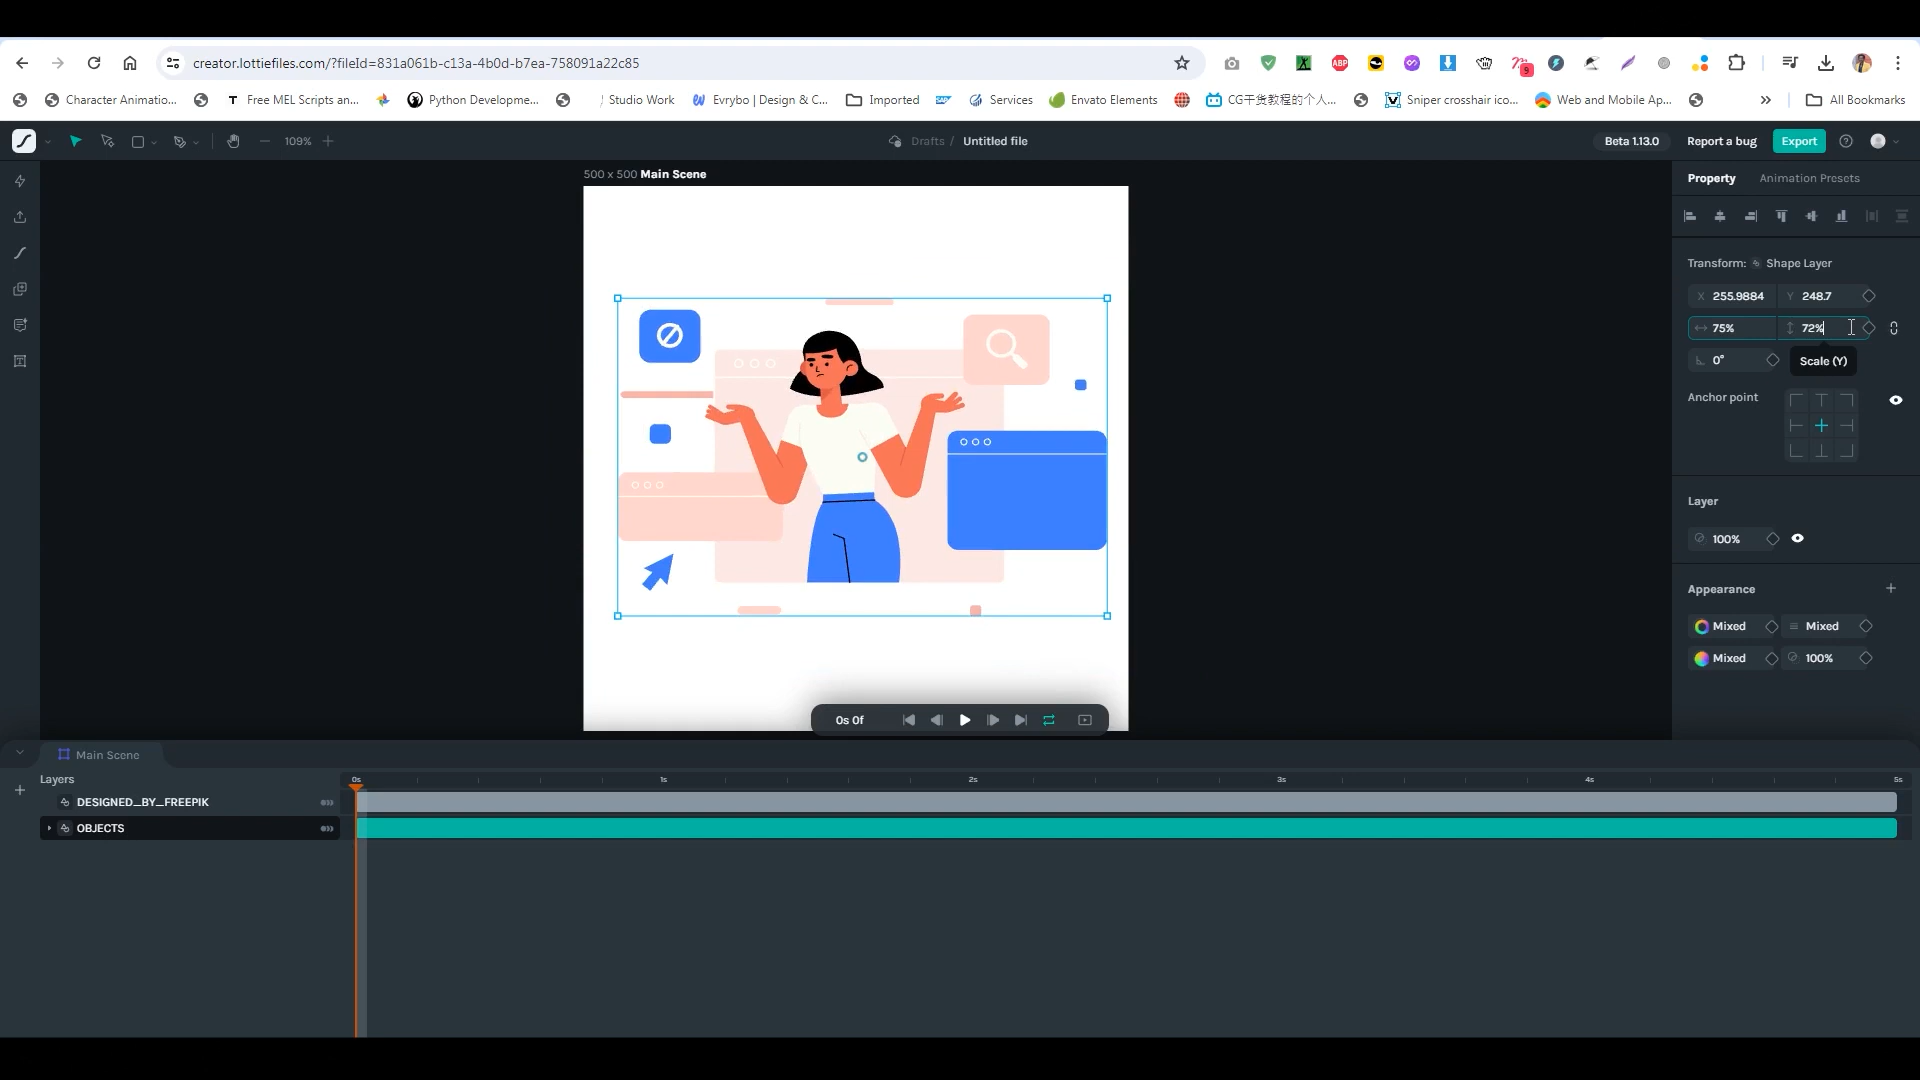 creator.lottiefiles.com/?fileId=831a061b-c13a-4b0d-b7ea-758091a22c85
ABP
9
Character Animatio... T Free MEL Scripts an... Python Developme... Studio Work Evrybo | Design & C... Imported SAP Services Envato Elements CG干货教程的个人... Sniper crosshair ico... Web and Mobile Ap... » All Bookmarks
109% Drafts / Untitled file Beta 1.13.0 Report a bug Export
500 x 500 Main Scene
Property Animation Presets
Transform: Shape Layer
X 255.9884 Y 248.7
75% 72%
0° Scale (Y)
Anchor point
Layer
100%
Appearance
Mixed Mixed
Mixed 100%
0s 0f
Main Scene
Layers 0s 1s 2s 3s 4s 5s
DESIGNED_BY_FREEPIK
OBJECTS